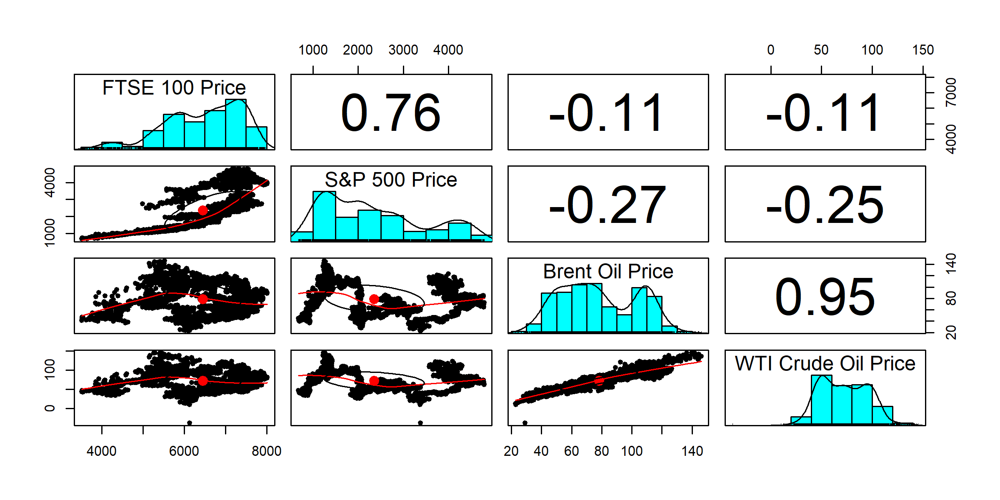 1000 2000 3000 4000
0 50 100 150
FTSE 100 Price
0.76
-0.11
-0.11
4000 7000
1000 4000
S&P 500 Price
-0.27
-0.25
Brent Oil Price
0.95
20 80 140
0 100
WTI Crude Oil Price
4000 6000 8000
20 40 60 80 100 140